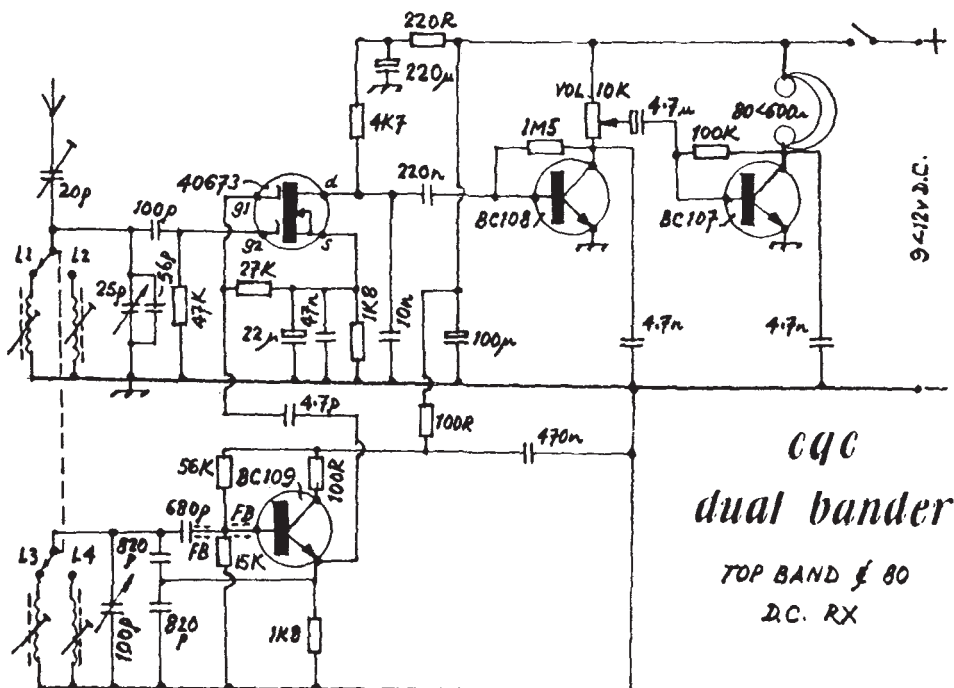 220R
+
220µ
VOL 10K
4.7µ
80<600Ω
4K7
1M5
100K
20p
40673
d
220n
g1
BC108
BC107
100p
g2
s
9<12v D.C.
L1
L2
27K
25p
56p
47K
22µ
47n
1K8
10n
100µ
4.7n
4.7n
−
4.7p
100R
470n
cqc
56K
BC109
100R
dual bander
680p
FB
FB
L3
L4
820p
15K
TOP BAND & 80
100p
820p
1K8
D.C. RX